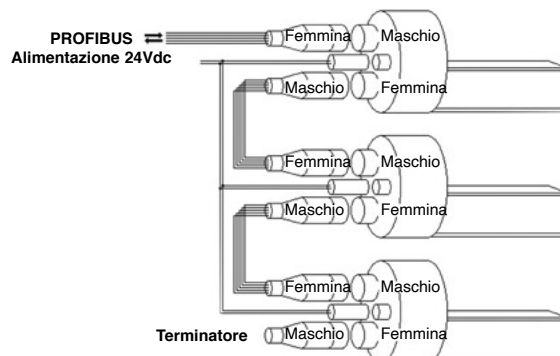 PROFIBUS
Femmina Maschio
Alimentazione 24Vdc
Maschio Femmina
Femmina Maschio
Maschio Femmina
Femmina Maschio
Terminatore Maschio Femmina